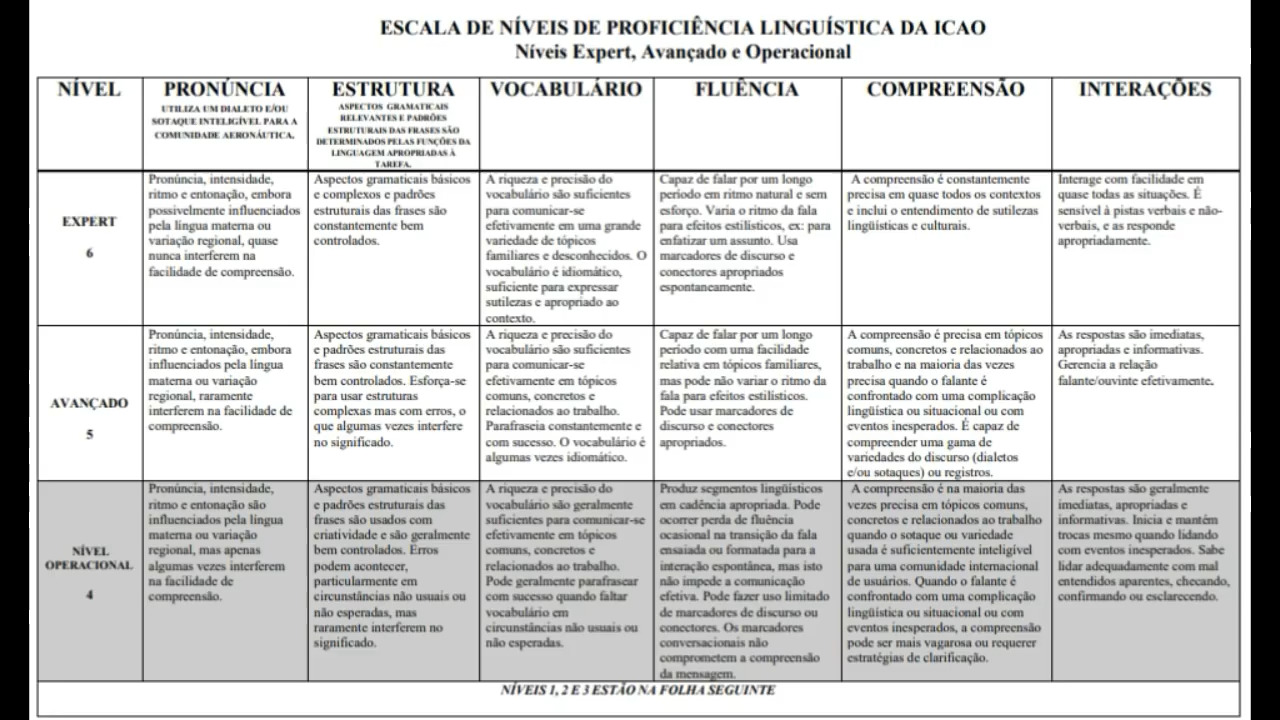 ESCALA DE NÍVEIS DE PROFICIÊNCIA LINGUÍSTICA DA ICAO
Níveis Expert, Avançado e Operacional
NÍVEL
PRONÚNCIA
UTILIZA UM DIALETO E/OU
SOTAQUE INTELIGÍVEL PARA A
COMUNIDADE AERONÁUTICA.
ESTRUTURA
ASPECTOS GRAMATICAIS
RELEVANTES E PADRÕES
ESTRUTURAIS DAS FRASES SÃO
DETERMINADOS PELAS FUNÇÕES DA
LINGUAGEM APROPRIADAS À
TAREFA.
VOCABULÁRIO
FLUÊNCIA
COMPREENSÃO
INTERAÇÕES
EXPERT
6
Pronúncia, intensidade,
ritmo e entonação, embora
possivelmente influenciados
pela língua materna ou
variação regional, quase
nunca interferem na
facilidade de compreensão.
Aspectos gramaticais básicos
e complexos e padrões
estruturais das frases são
constantemente bem
controlados.
A riqueza e precisão do
vocabulário são suficientes
para comunicar-se
efetivamente em uma grande
variedade de tópicos
familiares e desconhecidos. O
vocabulário é idiomático,
suficiente para expressar
sutilezas e apropriado ao
contexto.
Capaz de falar por um longo
período em ritmo natural e sem
esforço. Varia o ritmo da fala
para efeitos estilísticos, ex: para
enfatizar um assunto. Usa
marcadores de discurso e
conectores apropriados
espontaneamente.
A compreensão é constantemente
precisa em quase todos os contextos
e inclui o entendimento de sutilezas
lingüísticas e culturais.
Interage com facilidade em
quase todas as situações. É
sensível à pistas verbais e não-
verbais, e as responde
apropriadamente.
AVANÇADO
5
Pronúncia, intensidade,
ritmo e entonação, embora
influenciados pela língua
materna ou variação
regional, raramente
interferem na facilidade de
compreensão.
Aspectos gramaticais básicos
e padrões estruturais das
frases são constantemente
bem controlados. Esforça-se
para usar estruturas
complexas mas com erros, o
que algumas vezes interfere
no significado.
A riqueza e precisão do
vocabulário são suficientes
para comunicar-se
efetivamente em tópicos
comuns, concretos e
relacionados ao trabalho.
Parafraseia constantemente e
com sucesso. O vocabulário é
algumas vezes idiomático.
Capaz de falar por um longo
período com uma facilidade
relativa em tópicos familiares,
mas pode não variar o ritmo da
fala para efeitos estilísticos.
Pode usar marcadores de
discurso e conectores
apropriados.
A compreensão é precisa em tópicos
comuns, concretos e relacionados ao
trabalho e na maioria das vezes
precisa quando o falante é
confrontado com uma complicação
lingüística ou situacional ou com
eventos inesperados. É capaz de
compreender uma gama de
variedades do discurso (dialetos
e/ou sotaques) ou registros.
As respostas são imediatas,
apropriadas e informativas.
Gerencia a relação
falante/ouvinte efetivamente.
NÍVEL
OPERACIONAL
4
Pronúncia, intensidade,
ritmo e entonação são
influenciados pela língua
materna ou variação
regional, mas apenas
algumas vezes interferem
na facilidade de
compreensão.
Aspectos gramaticais básicos
e padrões estruturais das
frases são usados com
criatividade e são geralmente
bem controlados. Erros
podem acontecer,
particularmente em
circunstâncias não usuais ou
não esperadas, mas
raramente interferem no
significado.
A riqueza e precisão do
vocabulário são geralmente
suficientes para comunicar-se
efetivamente em tópicos
comuns, concretos e
relacionados ao trabalho.
Pode geralmente parafrasear
com sucesso quando faltar
vocabulário em
circunstâncias não usuais ou
não esperadas.
Produz segmentos lingüísticos
em cadência apropriada. Pode
ocorrer perda de fluência
ocasional na transição da fala
ensaiada ou formatada para a
interação espontânea, mas isto
não impede a comunicação
efetiva. Pode fazer uso limitado
de marcadores de discurso ou
conectores. Os marcadores
conversacionais não
comprometem a compreensão
da mensagem.
A compreensão é na maioria das
vezes precisa em tópicos comuns,
concretos e relacionados ao trabalho
quando o sotaque ou variedade
usada é suficientemente inteligível
para uma comunidade internacional
de usuários. Quando o falante é
confrontado com uma complicação
lingüística ou situacional ou com
eventos inesperados, a compreensão
pode ser mais vagarosa ou requerer
estratégias de clarificação.
As respostas são geralmente
imediatas, apropriadas e
informativas. Inicia e mantém
trocas mesmo quando lidando
com eventos inesperados. Sabe
lidar adequadamente com mal
entendidos aparentes, checando,
confirmando ou esclarecendo.
NÍVEIS 1, 2 E 3 ESTÃO NA FOLHA SEGUINTE